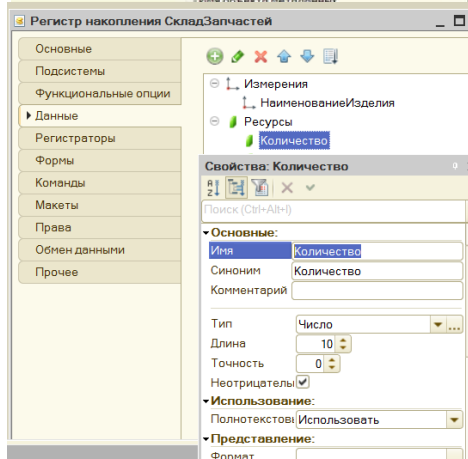 Регистр накопления СкладЗапчастей
Основные
Подсистемы
Функциональные опции
Данные
Регистраторы
Формы
Команды
Макеты
Права
Обмен данными
Прочее
Измерения
НаименованиеИзделия
Ресурсы
Количество
Свойства: Количество
Поиск (Ctrl+Alt+I)
Основные:
Имя Количество
Синоним Количество
Комментарий
Тип Число ...
Длина 10
Точность 0
Неотрицателы
Использование:
Полнотекстов Использовать
Представление:
Формат